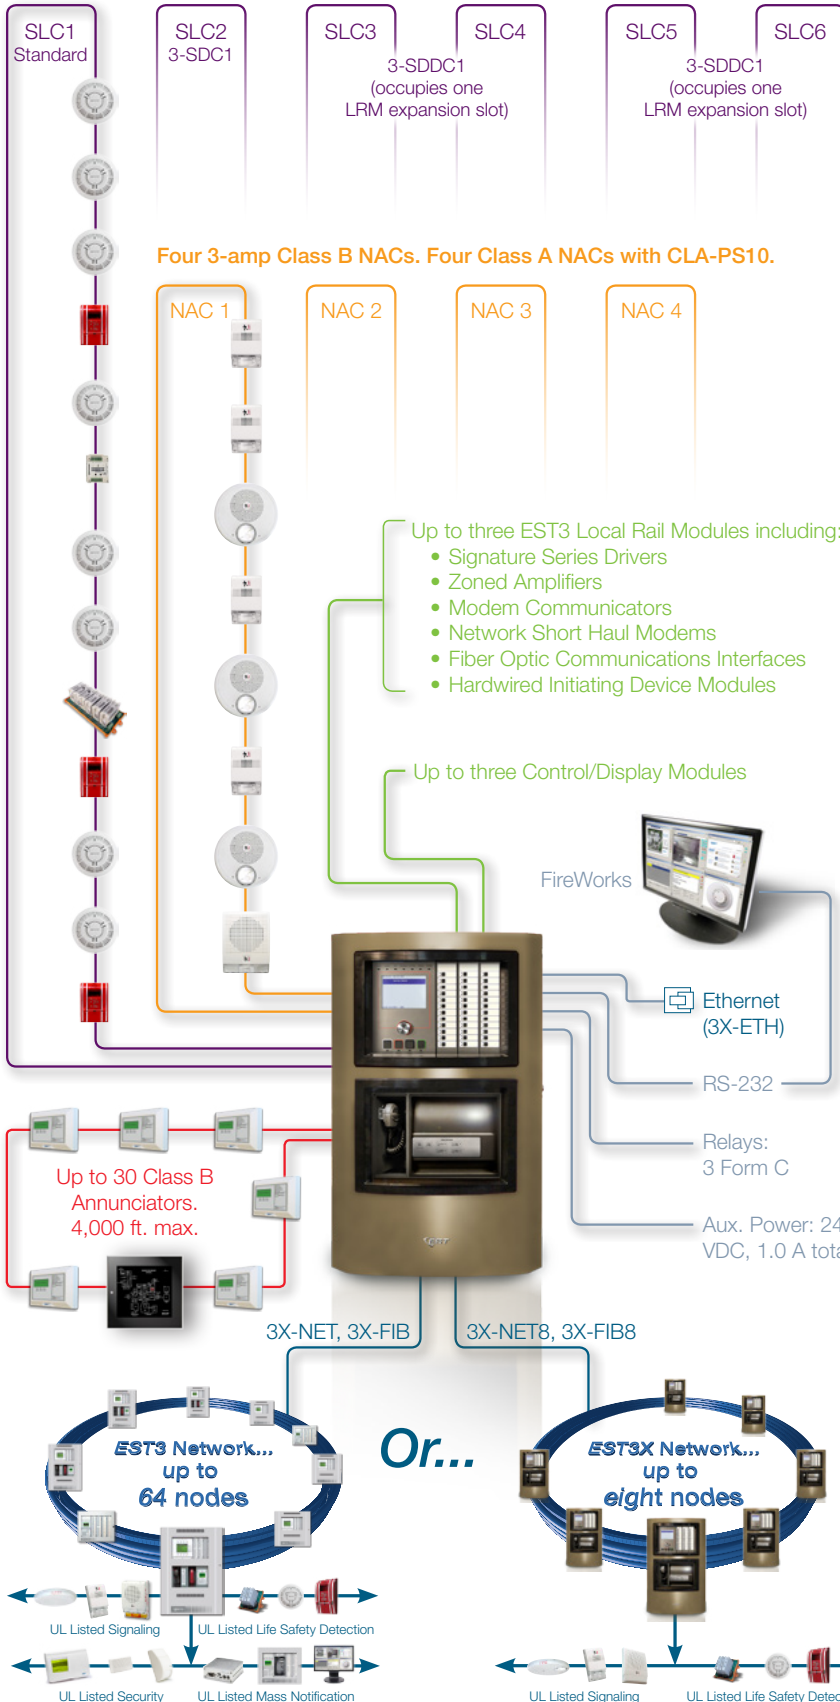 SLC1
Standard
SLC2
3-SDC1
SLC3
SLC4
3-SDDC1
(occupies one
LRM expansion slot)
SLC5
SLC6
3-SDDC1
(occupies one
LRM expansion slot)
Four 3-amp Class B NACs. Four Class A NACs with CLA-PS10.
NAC 1
NAC 2
NAC 3
NAC 4
Up to three EST3 Local Rail Modules including:
• Signature Series Drivers
• Zoned Amplifiers
• Modem Communicators
• Network Short Haul Modems
• Fiber Optic Communications Interfaces
• Hardwired Initiating Device Modules
Up to three Control/Display Modules
FireWorks
Ethernet
(3X-ETH)
RS-232
Relays:
3 Form C
Aux. Power: 24
VDC, 1.0 A tota
Up to 30 Class B
Annunciators.
4,000 ft. max.
EST
3X-NET, 3X-FIB
3X-NET8, 3X-FIB8
EST3 Network...
up to
64 nodes
Or...
EST3X Network...
up to
eight nodes
UL Listed Signaling
UL Listed Life Safety Detection
UL Listed Security
UL Listed Mass Notification
UL Listed Signaling
UL Listed Life Safety Detec